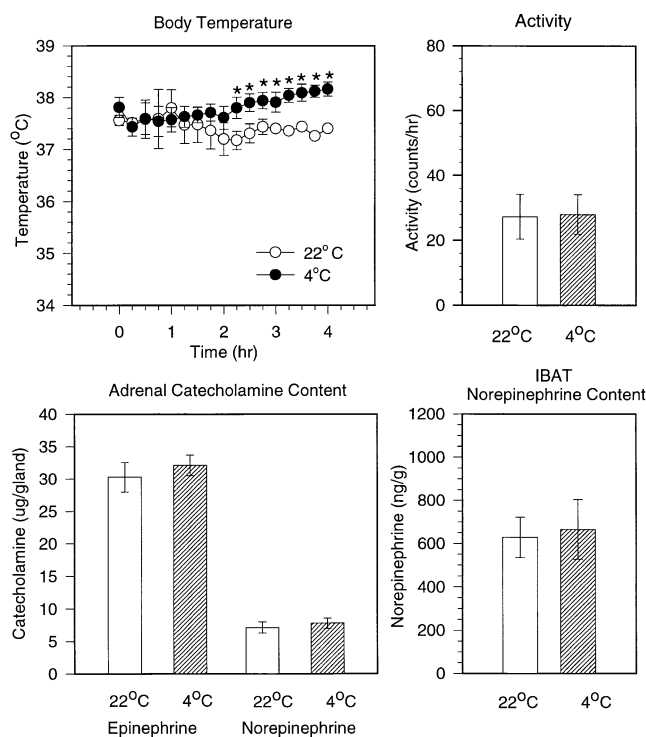 Body Temperature
39
38
37
36
35
34
Temperature (°C)
* * * * * * * *
22°C
4°C
0 1 2 3 4
Time (hr)
Activity
80
60
40
20
0
Activity (counts/hr)
22°C 4°C
Adrenal Catecholamine Content
40
35
30
25
20
15
10
5
0
Catecholamine (ug/gland)
22°C 4°C 22°C 4°C
Epinephrine Norepinephrine
IBAT
Norepinephrine Content
1200
1000
800
600
400
200
0
Norepinephrine (ng/g)
22°C 4°C